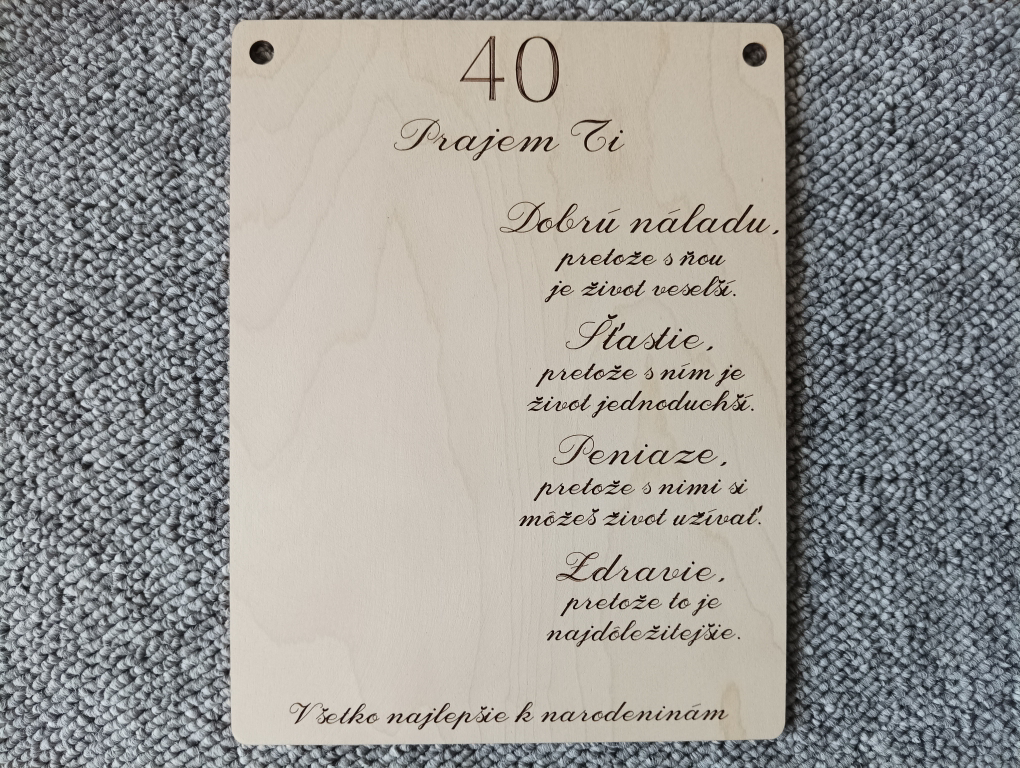 40
Prajem Ti
Dobrú náladu,
pretože s ňou
je život veselší.
Šťastie,
pretože s ním je
život jednoduchší.
Peniaze,
pretože s nimi si
môžeš život užívať.
Zdravie,
pretože to je
najdôležitejšie.
Všetko najlepšie k narodeninám